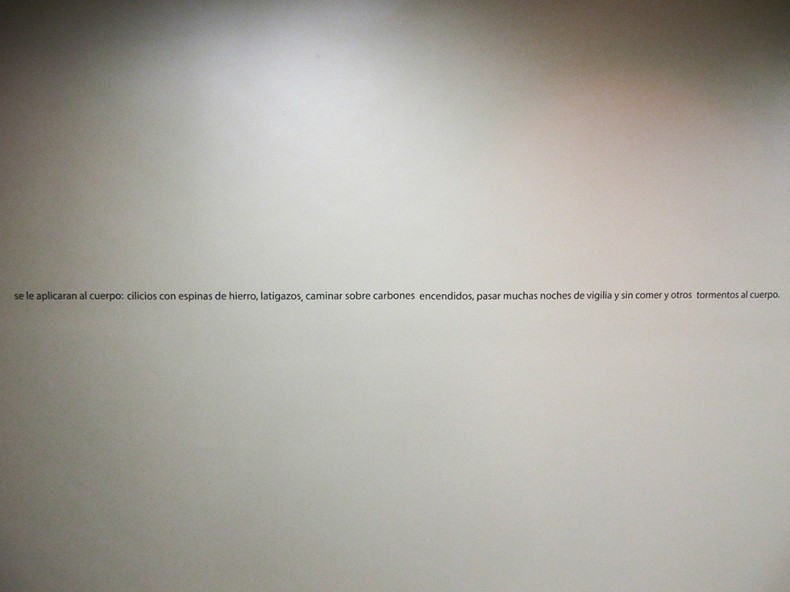 se le aplicaran al cuerpo: cilicios con espinas de hierro, latigazos, caminar sobre carbones encendidos, pasar muchas noches de vigilia y sin comer y otros tormentos al cuerpo.